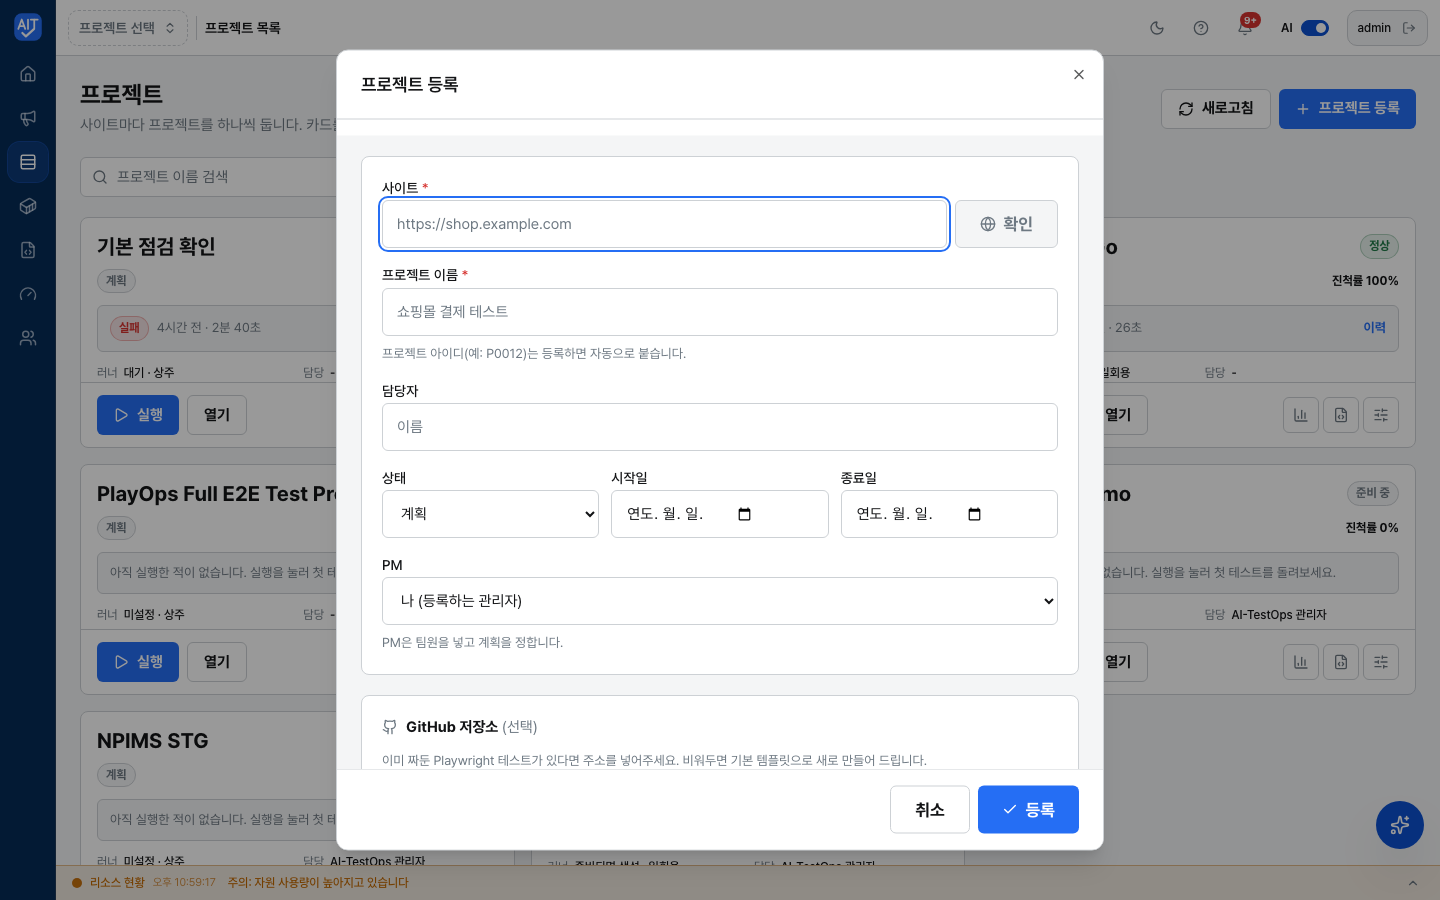 AIT
프로젝트 선택
프로젝트 목록
9+
AI
admin
프로젝트
사이트마다 프로젝트를 하나씩 둡니다. 카드를
새로고침
프로젝트 등록
프로젝트 이름 검색
기본 점검 확인
계획
실패 4시간 전 · 2분 40초
러너 대기 · 상주
담당 -
실행
열기
PlayOps Full E2E Test Pr
계획
아직 실행한 적이 없습니다. 실행을 눌러 첫 테
러너 미설정 · 상주
담당 -
실행
열기
NPIMS STG
계획
아직 실행한 적이 없습니다. 실행을 눌러 첫 테
러너 미설정 · 상주
담당 AI-TestOps 관리자
프로젝트 등록
사이트 *
https://shop.example.com
확인
프로젝트 이름 *
쇼핑몰 결제 테스트
프로젝트 아이디(예: P0012)는 등록하면 자동으로 붙습니다.
담당자
이름
상태
시작일
종료일
계획
연도. 월. 일.
연도. 월. 일.
PM
나 (등록하는 관리자)
PM은 팀원을 넣고 계획을 정합니다.
GitHub 저장소 (선택)
이미 짜둔 Playwright 테스트가 있다면 주소를 넣어주세요. 비워두면 기본 템플릿으로 새로 만들어 드립니다.
취소
등록
정상
진척률 100%
· 26초
이력
일회용
담당 -
열기
mo
준비 중
진척률 0%
없습니다. 실행을 눌러 첫 테스트를 돌려보세요.
담당 AI-TestOps 관리자
열기
리소스 현황 오후 10:59:17 주의: 자원 사용량이 높아지고 있습니다